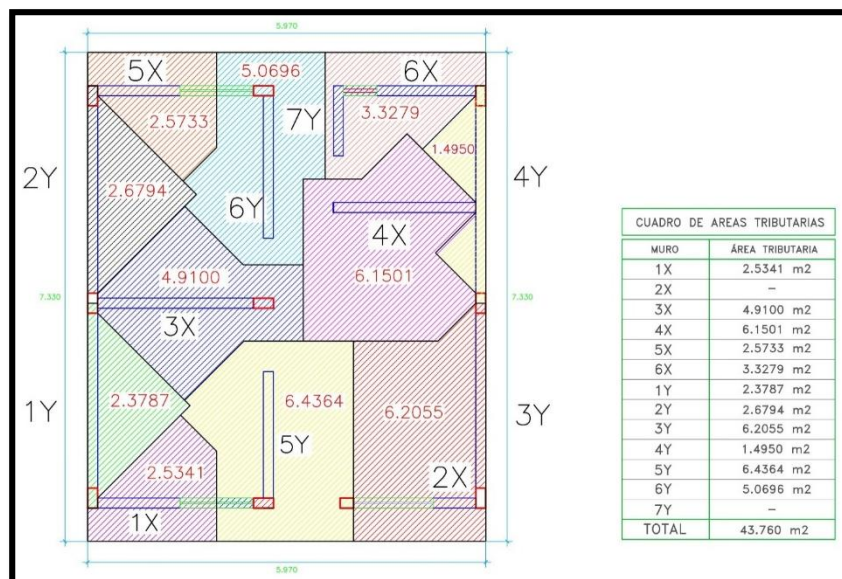 5.970
5X
5.0696
6X
2.5733
7Y
3.3279
1.4950
2Y
4Y
2.6794
6Y
4X
4.9100
6.1501
7.330
7.330
3X
1Y
2.3787
6.4364
6.2055
3Y
5Y
2.5341
2X
1X
5.970
CUADRO DE AREAS TRIBUTARIAS
MURO ÁREA TRIBUTARIA
1X 2.5341 m2
2X –
3X 4.9100 m2
4X 6.1501 m2
5X 2.5733 m2
6X 3.3279 m2
1Y 2.3787 m2
2Y 2.6794 m2
3Y 6.2055 m2
4Y 1.4950 m2
5Y 6.4364 m2
6Y 5.0696 m2
7Y –
TOTAL 43.760 m2